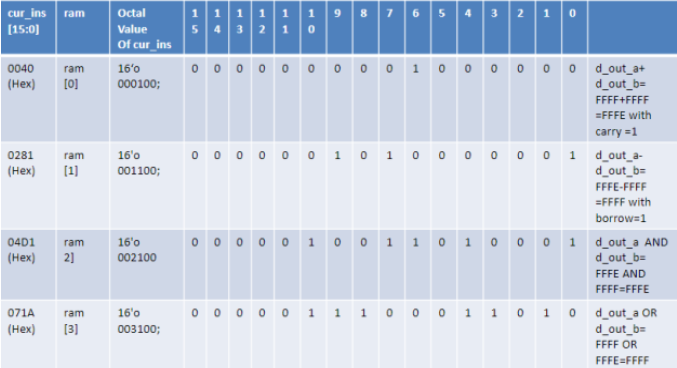 cur_ins ram Octal 1 1 1 1 1 1 9 8 7 6 5 4 3 2 1 0
[15:0] Value 5 4 3 2 1 0
Of cur_ins
0040 ram 16'o 0 0 0 0 0 0 0 0 0 1 0 0 0 0 0 0 d_out_a+
(Hex) [0] 000100; d_out_b=
FFFF+FFFF
=FFFE with
carry =1
0281 ram 16'o 0 0 0 0 0 0 1 0 1 0 0 0 0 0 0 1 d_out_a-
(Hex) [1] 001100; d_out_b=
FFFE-FFFF
=FFFF with
borrow=1
04D1 ram 16'o 0 0 0 0 0 1 0 0 1 1 0 1 0 0 0 1 d_out_a AND
(Hex) 2] 002100 d_out_b=
FFFE AND
FFFF=FFFE
071A ram 16'o 0 0 0 0 0 1 1 1 0 0 0 1 1 0 1 0 d_out_a OR
(Hex) [3] 003100; d_out_b=
FFFF OR
FFFE=FFFF